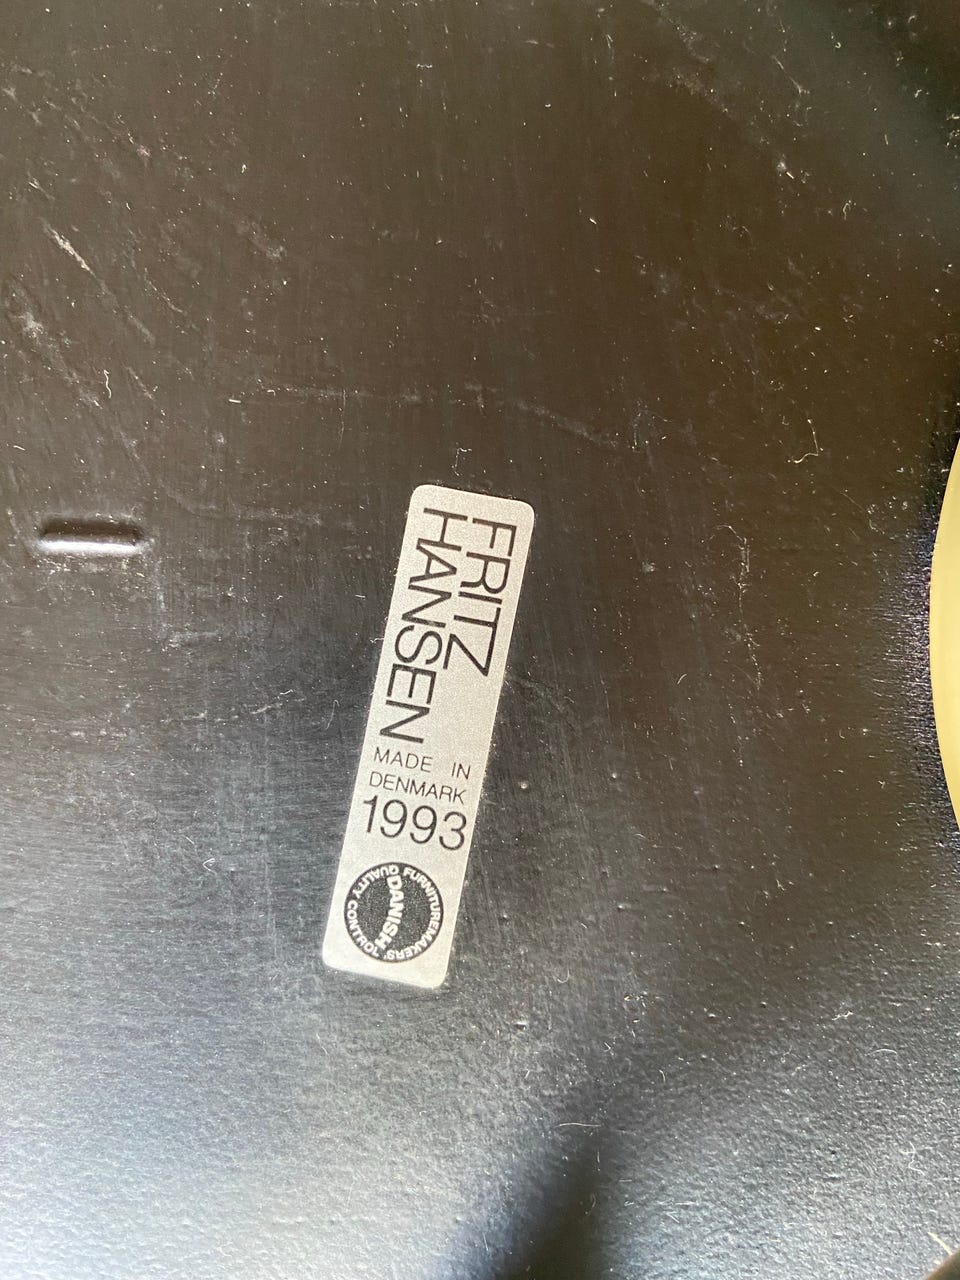 FRITZ
HANSEN
MADE IN
DENMARK
1993
FURNITUREMAKERS'
DANISH
QUALITY CONTROL